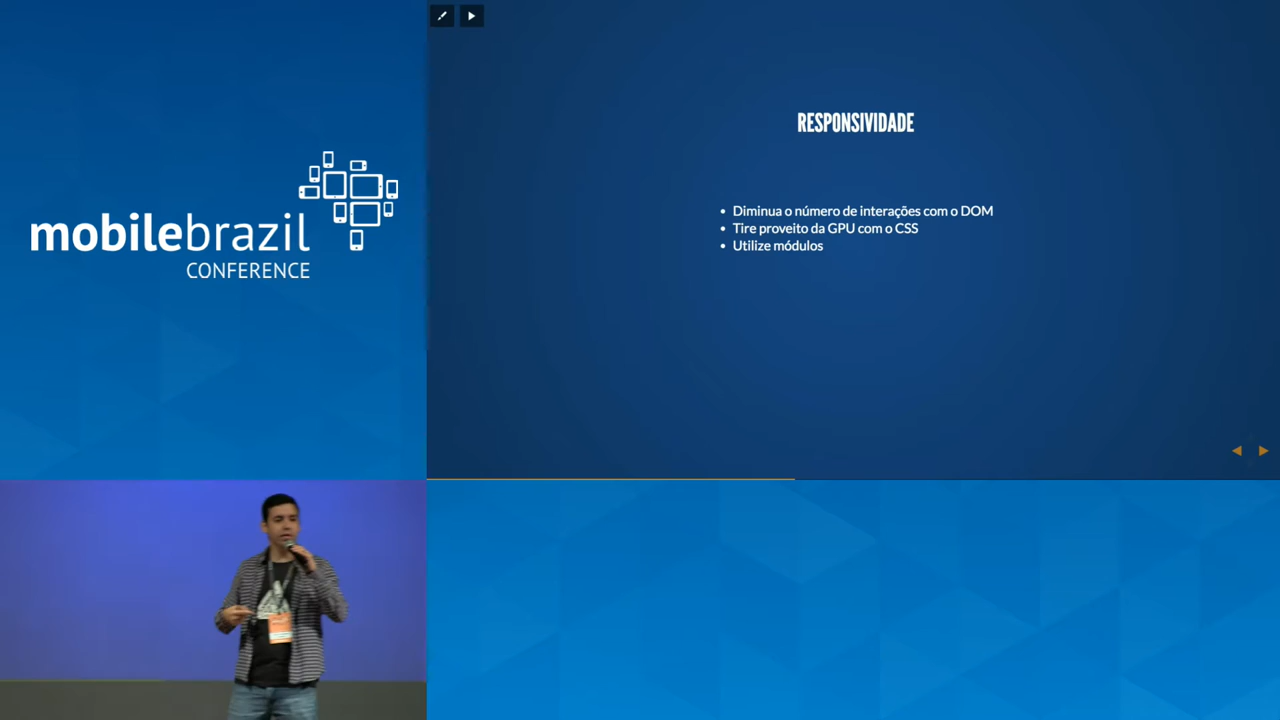 mobilebrazil
CONFERENCE
RESPONSIVIDADE
• Diminua o número de interações com o DOM
• Tire proveito da GPU com o CSS
• Utilize módulos